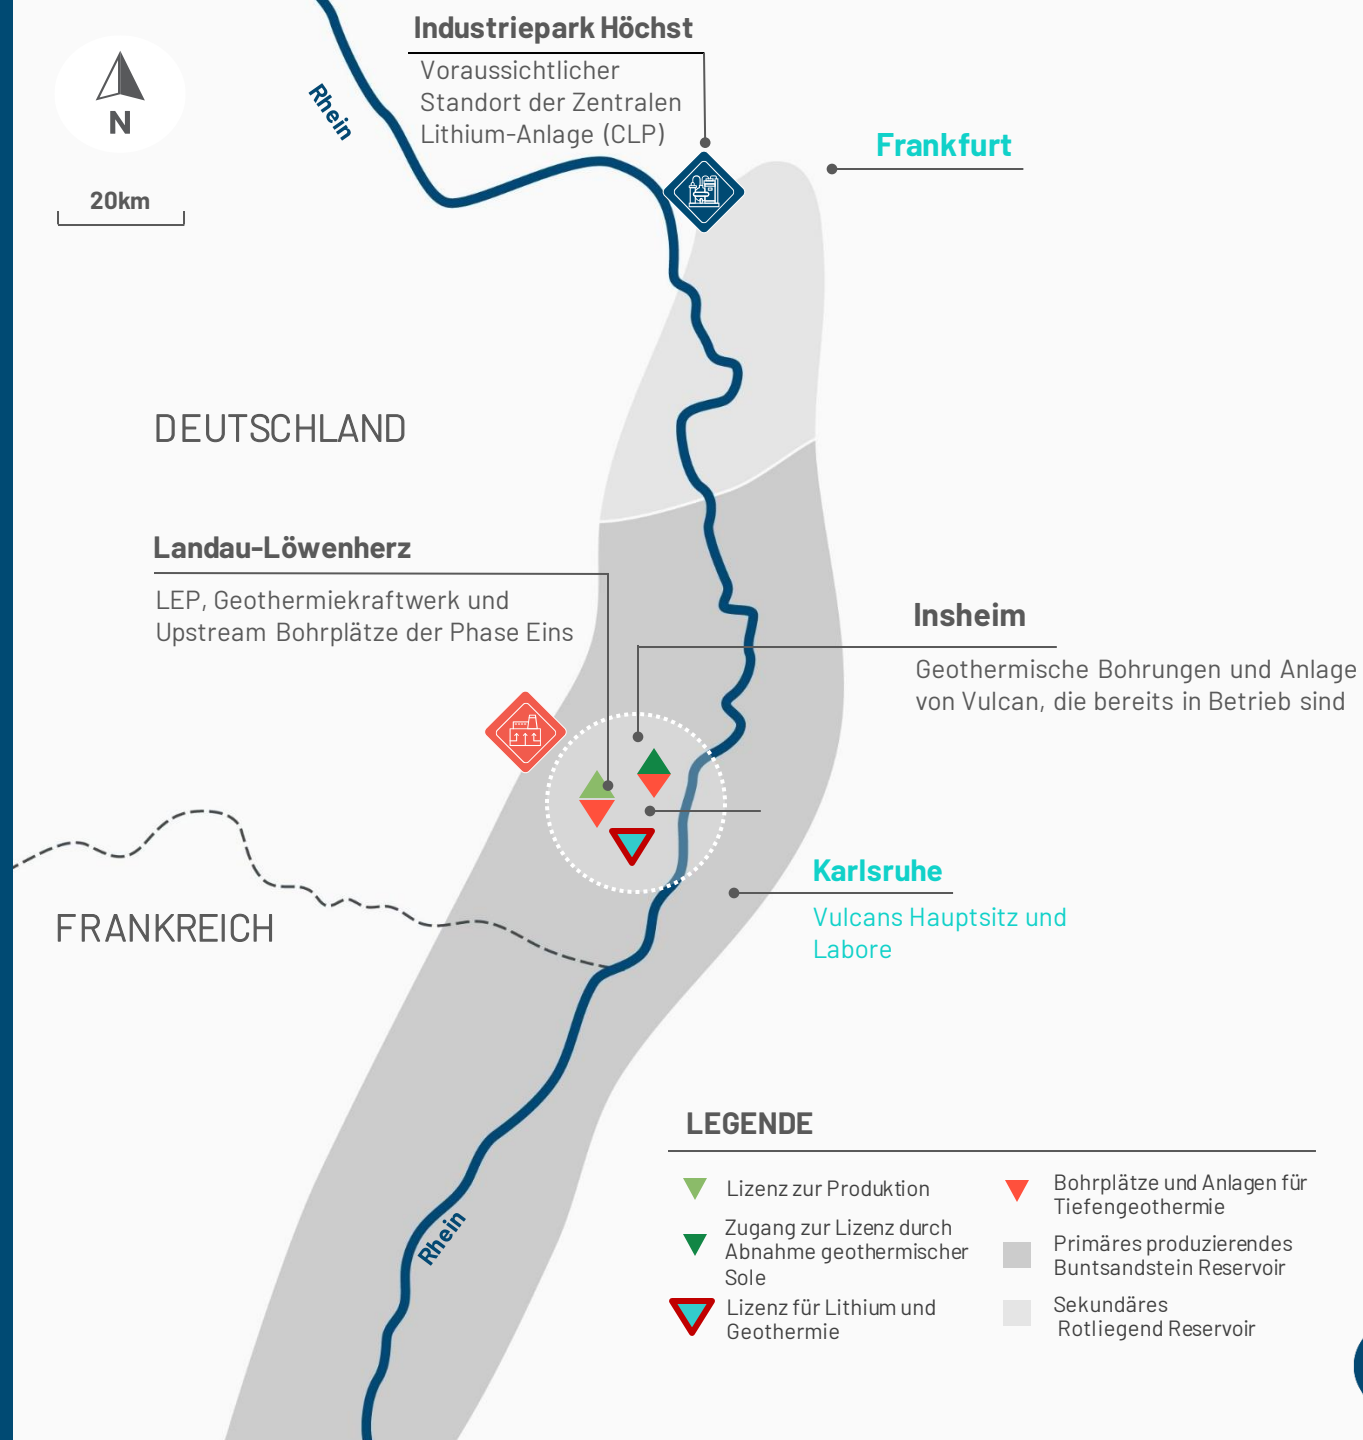 Industriepark Höchst
Voraussichtlicher
Standort der Zentralen
Lithium-Anlage (CLP)
Rhein
N
20km
Frankfurt
DEUTSCHLAND
Landau-Löwenherz
LEP, Geothermiekraftwerk und
Upstream Bohrplätze der Phase Eins
Insheim
Geothermische Bohrungen und Anlage
von Vulcan, die bereits in Betrieb sind
Karlsruhe
Vulcans Hauptsitz und
Labore
FRANKREICH
Rhein
LEGENDE
Lizenz zur Produktion
Zugang zur Lizenz durch
Abnahme geothermischer
Sole
Lizenz für Lithium und
Geothermie
Bohrplätze und Anlagen für
Tiefengeothermie
Primäres produzierendes
Buntsandstein Reservoir
Sekundäres
Rotliegend Reservoir